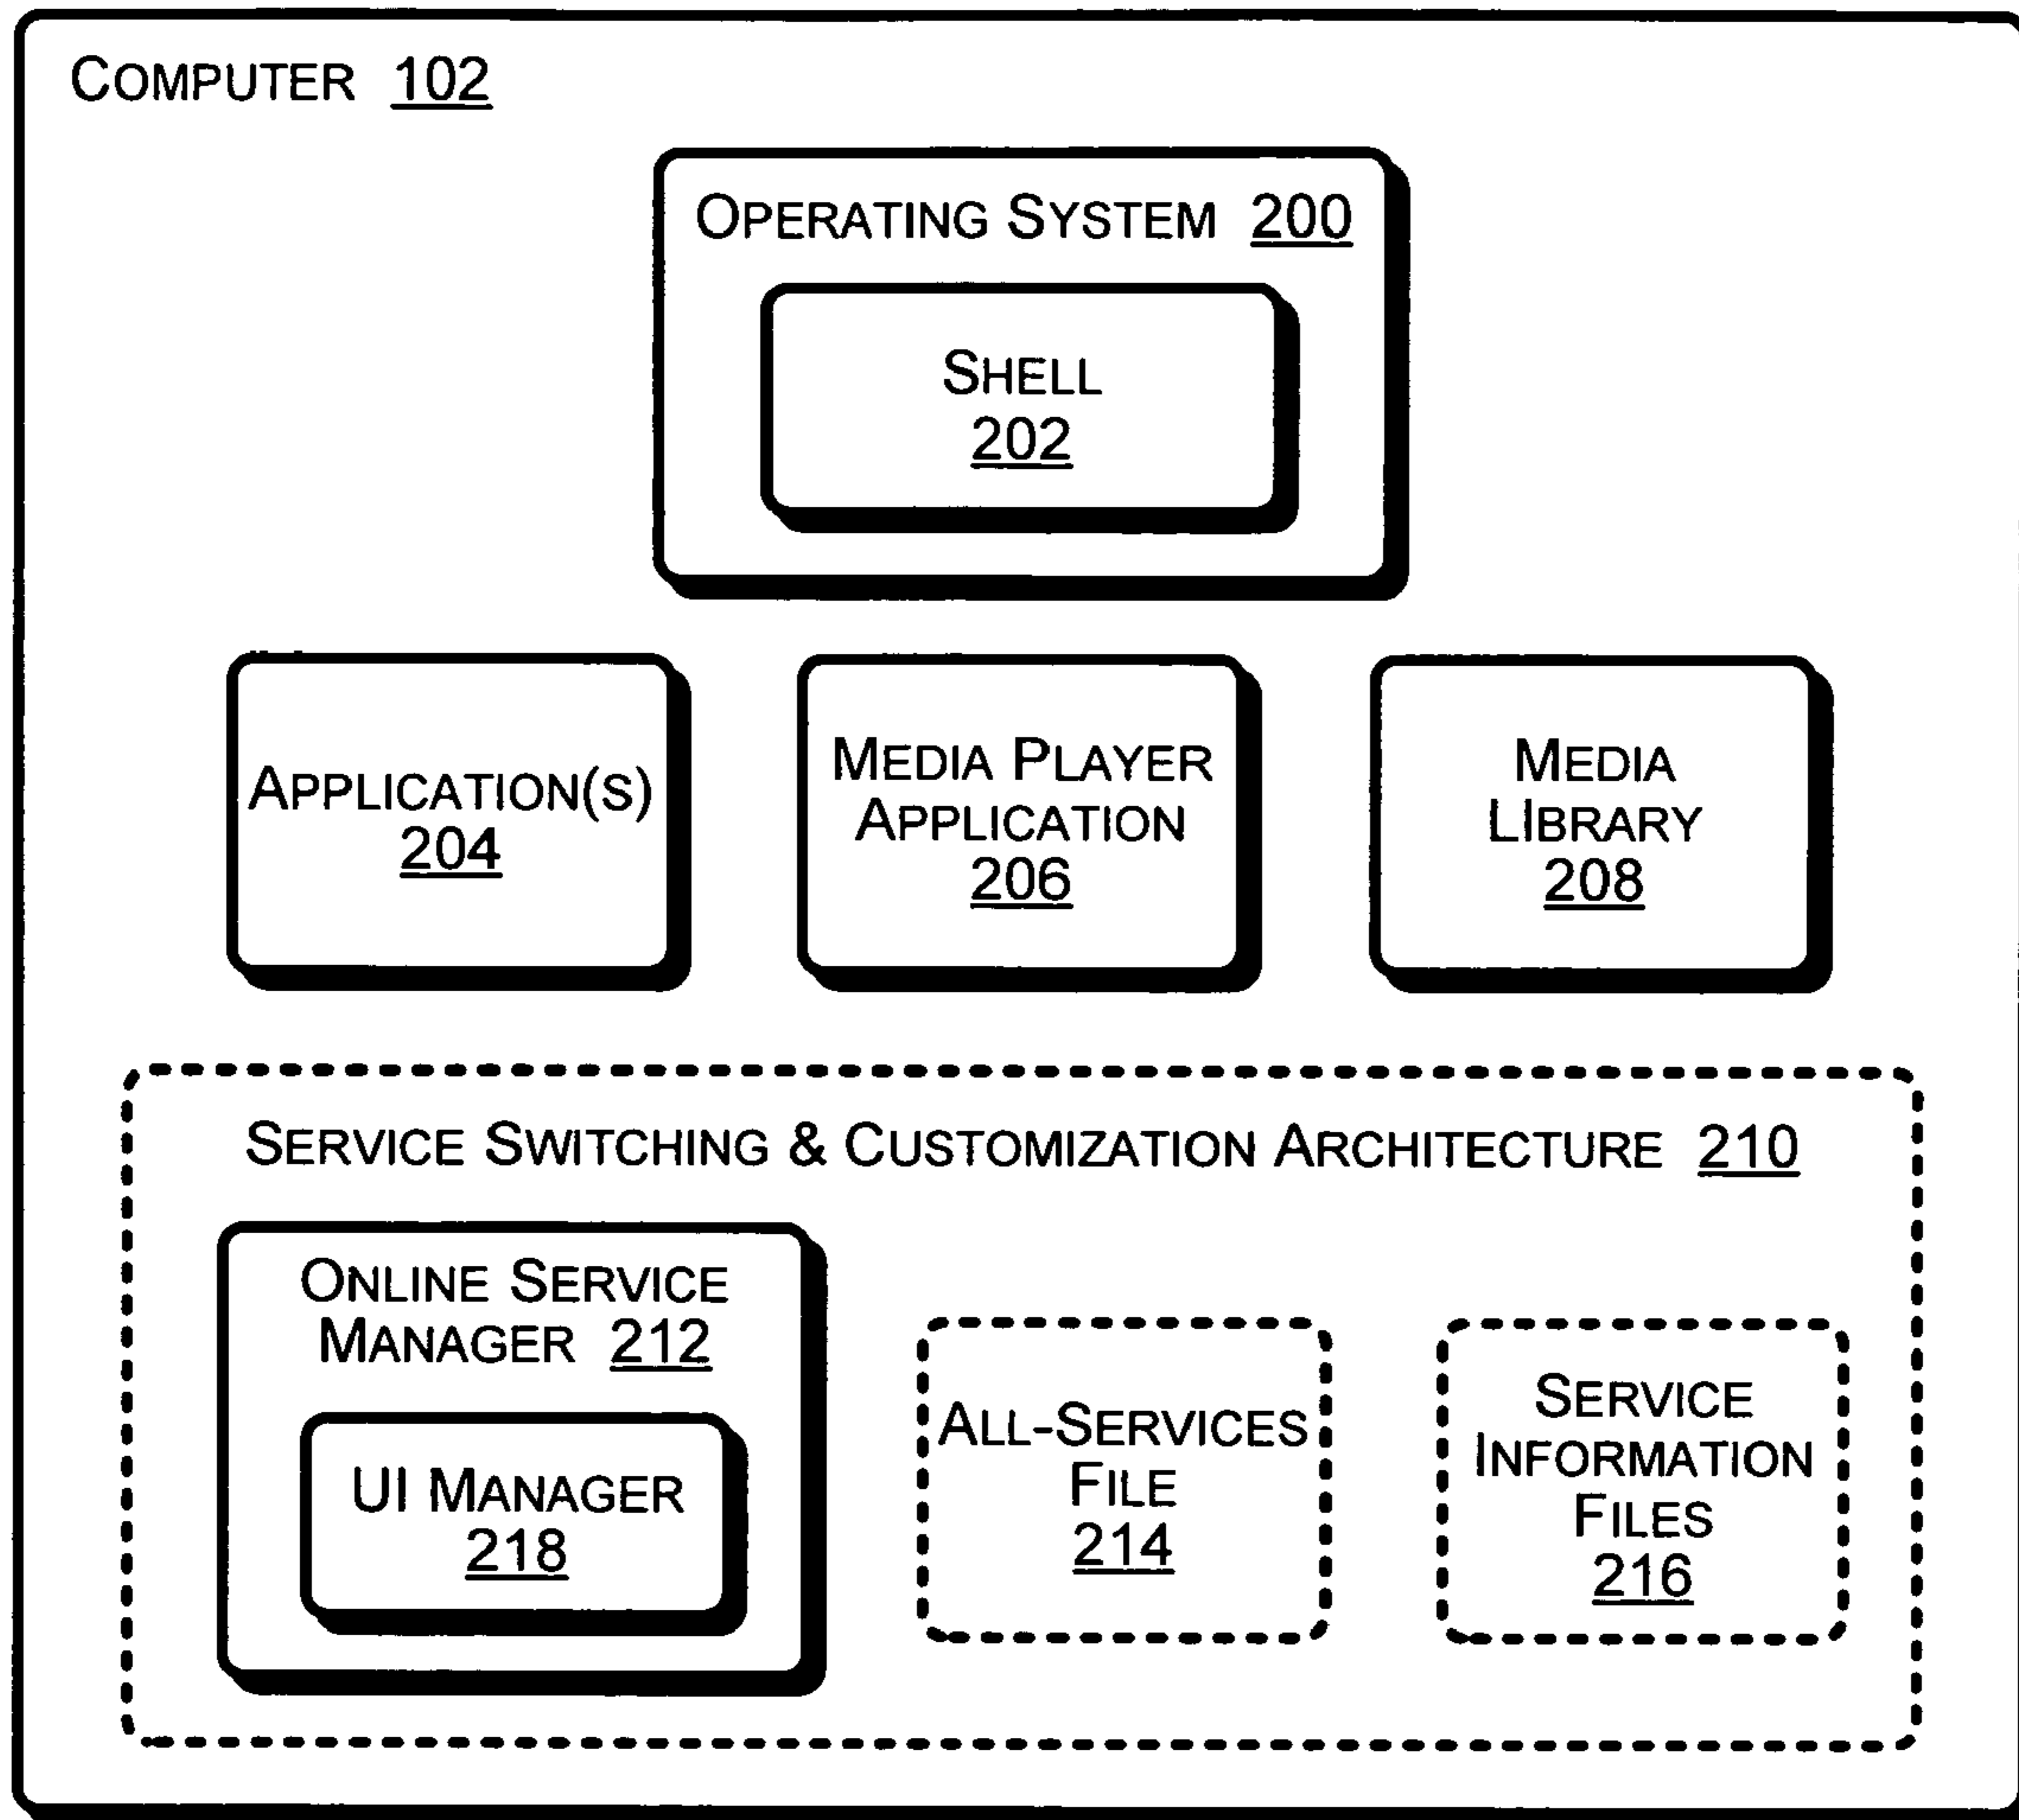 COMPUTER 102
OPERATING SYSTEM 200
SHELL
202
APPLICATION(S)
204
MEDIA PLAYER
APPLICATION
206
MEDIA
LIBRARY
208
SERVICE SWITCHING & CUSTOMIZATION ARCHITECTURE 210
ONLINE SERVICE
MANAGER 212
UI MANAGER
218
ALL-SERVICES
FILE
214
SERVICE
INFORMATION
FILES
216